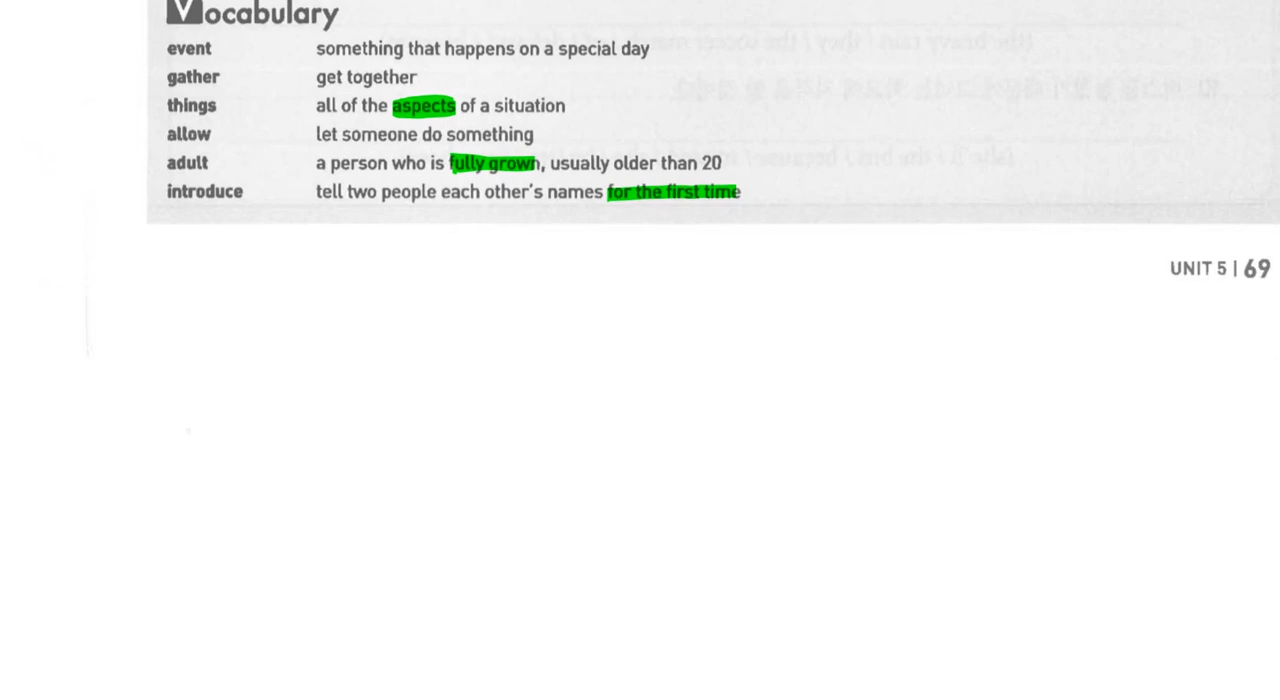 Vocabulary
event something that happens on a special day
gather get together
things all of the aspects of a situation
allow let someone do something
adult a person who is fully grown, usually older than 20
introduce tell two people each other's names for the first time
UNIT 5 | 69